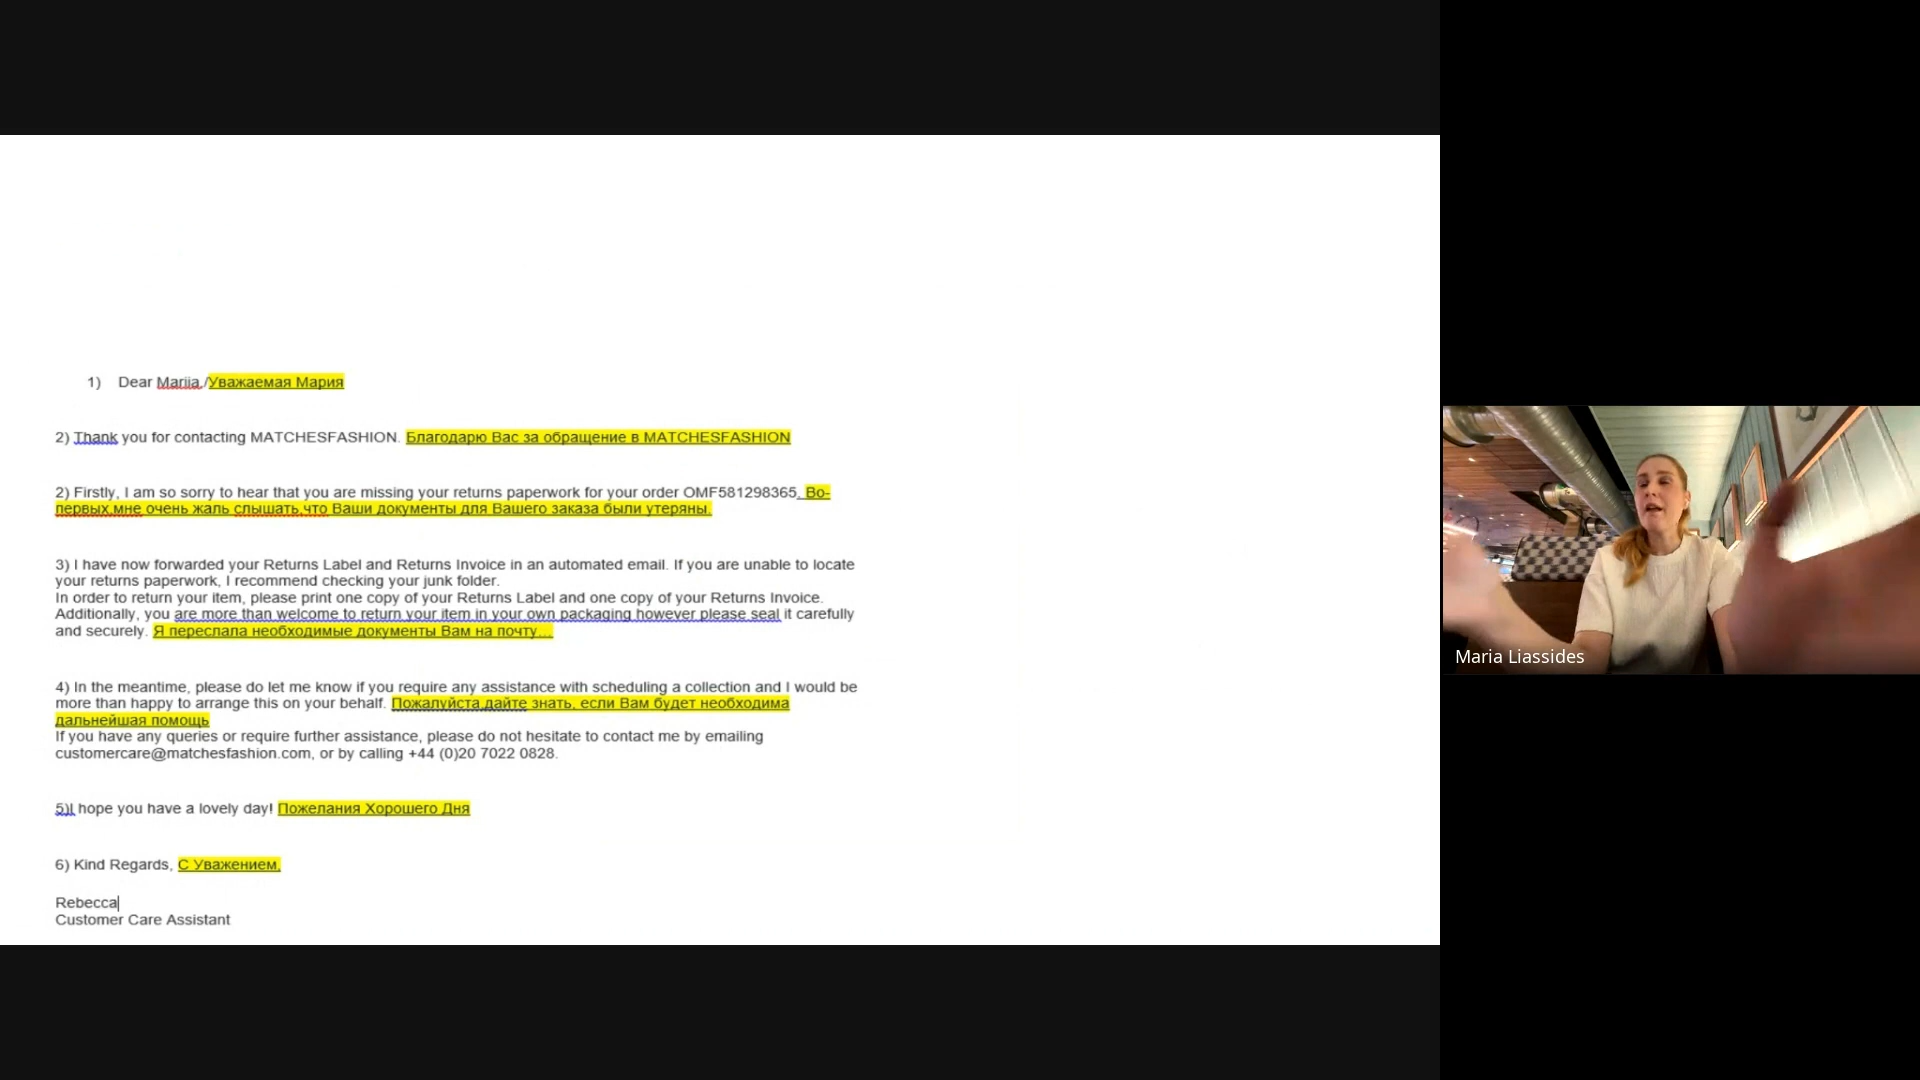 1) Dear Mariia,/Уважаемая Мария
2) Thank you for contacting MATCHESFASHION. Благодарю Вас за обращение в MATCHESFASHION
2) Firstly, I am so sorry to hear that you are missing your returns paperwork for your order OMF581298365. Во-
первых,мне очень жаль слышать,что Ваши документы для Вашего заказа были утеряны.
3) I have now forwarded your Returns Label and Returns Invoice in an automated email. If you are unable to locate
your returns paperwork, I recommend checking your junk folder.
In order to return your item, please print one copy of your Returns Label and one copy of your Returns Invoice.
Additionally, you are more than welcome to return your item in your own packaging however please seal it carefully
and securely. Я переслала необходимые документы Вам на почту...
4) In the meantime, please do let me know if you require any assistance with scheduling a collection and I would be
more than happy to arrange this on your behalf. Пожалуйста,дайте знать, если Вам будет необходима
дальнейшая помощь
If you have any queries or require further assistance, please do not hesitate to contact me by emailing
customercare@matchesfashion.com, or by calling +44 (0)20 7022 0828.
5)I hope you have a lovely day! Пожелания Хорошего Дня
6) Kind Regards, С Уважением,
Rebecca
Customer Care Assistant
Maria Liassides